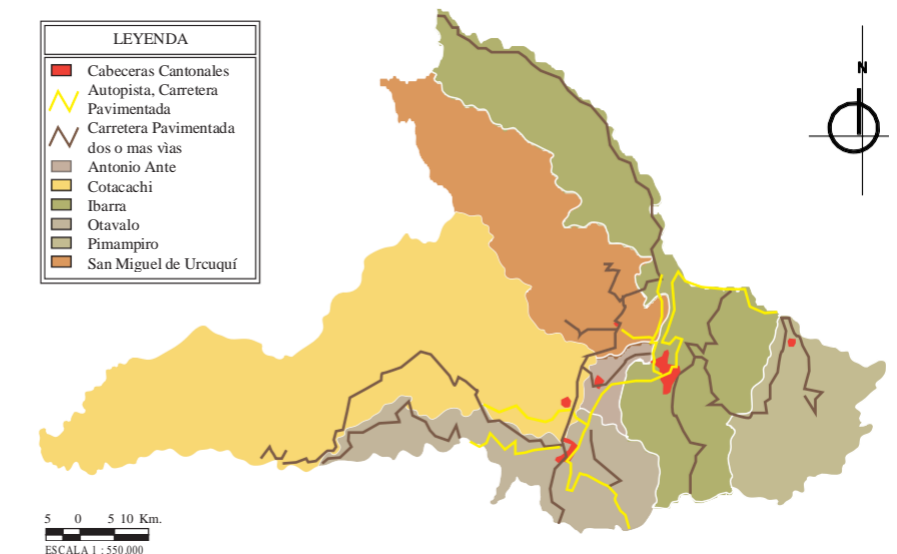 LEYENDA
Cabeceras Cantonales
Autopista, Carretera
Pavimentada
Carretera Pavimentada
dos o mas vìas
Antonio Ante
Cotacachi
Ibarra
Otavalo
Pimampiro
San Miguel de Urcuquí
N
5 0 5 10 Km.
ESCALA 1 : 550.000